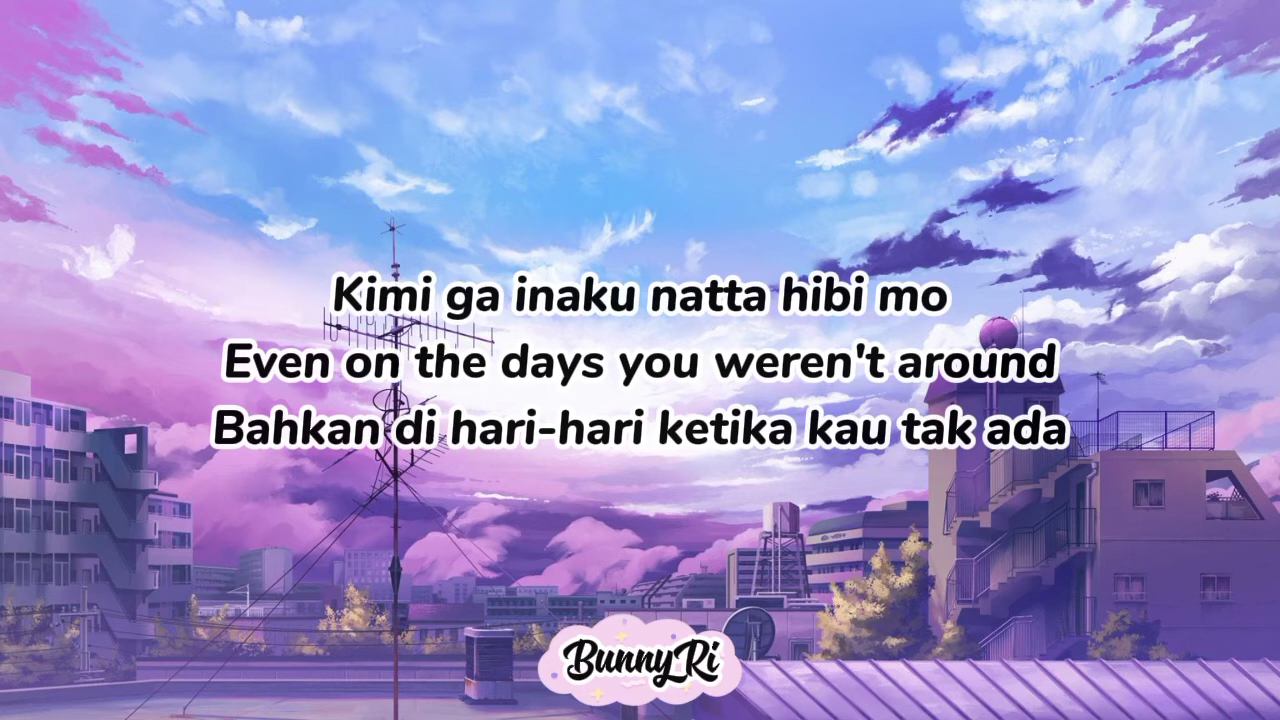 Kimi ga inaku natta hibi mo
Even on the days you weren't around
Bahkan di hari-hari ketika kau tak ada
BunnyRi